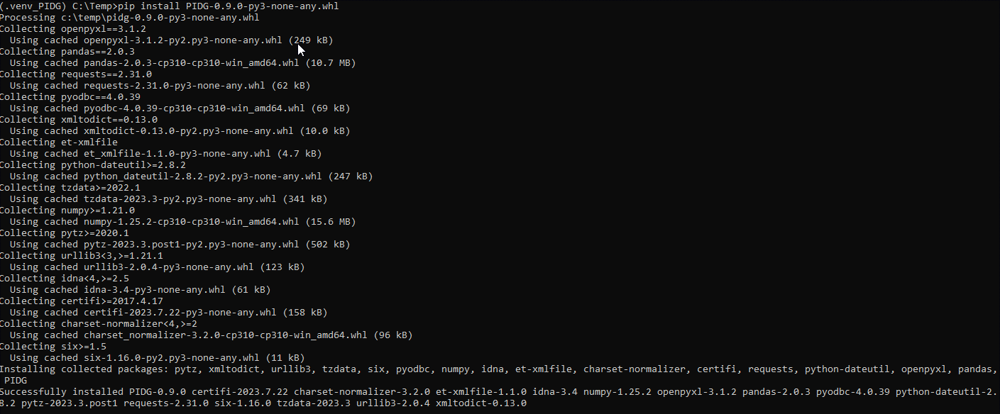 (.venv_PIDG) C:\Temp>pip install PIDG-0.9.0-py3-none-any.whl
Processing c:\temp\pidg-0.9.0-py3-none-any.whl
Collecting openpyxl==3.1.2
  Using cached openpyxl-3.1.2-py2.py3-none-any.whl (249 kB)
Collecting pandas==2.0.3
  Using cached pandas-2.0.3-cp310-cp310-win_amd64.whl (10.7 MB)
Collecting requests==2.31.0
  Using cached requests-2.31.0-py3-none-any.whl (62 kB)
Collecting pyodbc==4.0.39
  Using cached pyodbc-4.0.39-cp310-cp310-win_amd64.whl (69 kB)
Collecting xmltodict==0.13.0
  Using cached xmltodict-0.13.0-py2.py3-none-any.whl (10.0 kB)
Collecting et-xmlfile
  Using cached et_xmlfile-1.1.0-py3-none-any.whl (4.7 kB)
Collecting python-dateutil>=2.8.2
  Using cached python_dateutil-2.8.2-py2.py3-none-any.whl (247 kB)
Collecting tzdata>=2022.1
  Using cached tzdata-2023.3-py2.py3-none-any.whl (341 kB)
Collecting numpy>=1.21.0
  Using cached numpy-1.25.2-cp310-cp310-win_amd64.whl (15.6 MB)
Collecting pytz>=2020.1
  Using cached pytz-2023.3.post1-py2.py3-none-any.whl (502 kB)
Collecting urllib3<3,>=1.21.1
  Using cached urllib3-2.0.4-py3-none-any.whl (123 kB)
Collecting idna<4,>=2.5
  Using cached idna-3.4-py3-none-any.whl (61 kB)
Collecting certifi>=2017.4.17
  Using cached certifi-2023.7.22-py3-none-any.whl (158 kB)
Collecting charset-normalizer<4,>=2
  Using cached charset_normalizer-3.2.0-cp310-cp310-win_amd64.whl (96 kB)
Collecting six>=1.5
  Using cached six-1.16.0-py2.py3-none-any.whl (11 kB)
Installing collected packages: pytz, xmltodict, urllib3, tzdata, six, pyodbc, numpy, idna, et-xmlfile, charset-normalizer, certifi, requests, python-dateutil, openpyxl, pandas,
 PIDG
Successfully installed PIDG-0.9.0 certifi-2023.7.22 charset-normalizer-3.2.0 et-xmlfile-1.1.0 idna-3.4 numpy-1.25.2 openpyxl-3.1.2 pandas-2.0.3 pyodbc-4.0.39 python-dateutil-2.
8.2 pytz-2023.3.post1 requests-2.31.0 six-1.16.0 tzdata-2023.3 urllib3-2.0.4 xmltodict-0.13.0